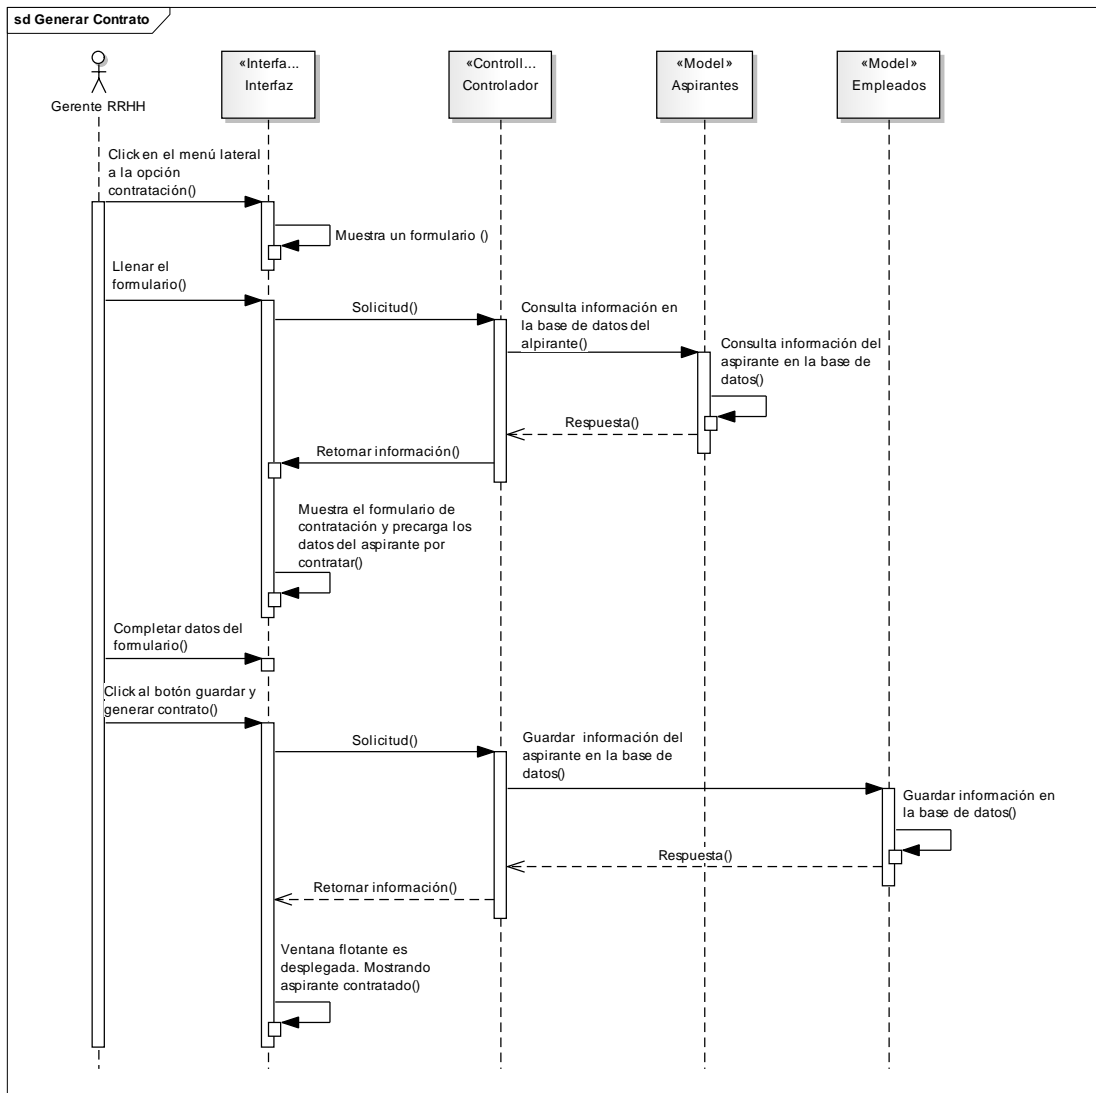 sd Generar Contrato
«Interfa...
Interfaz
«Controll...
Controlador
«Model»
Aspirantes
«Model»
Empleados
Gerente RRHH
Click en el menú lateral
a la opción
contratación()
Muestra un formulario ()
Llenar el
formulario()
Solicitud()
Consulta información en
la base de datos del
alpirante()
Consulta información del
aspirante en la base de
datos()
Respuesta()
Retornar información()
Muestra el formulario de
contratación y precarga los
datos del aspirante por
contratar()
Completar datos del
formulario()
Click al botón guardar y
generar contrato()
Solicitud()
Guardar información del
aspirante en la base de
datos()
Guardar información en
la base de datos()
Respuesta()
Retornar información()
Ventana flotante es
desplegada. Mostrando
aspirante contratado()